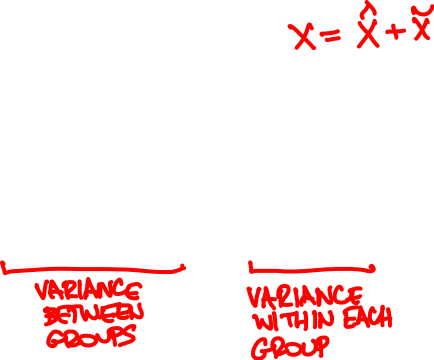 X = X̂ + X̆
VARIANCE
BETWEEN
GROUPS
VARIANCE
WITHIN EACH
GROUP